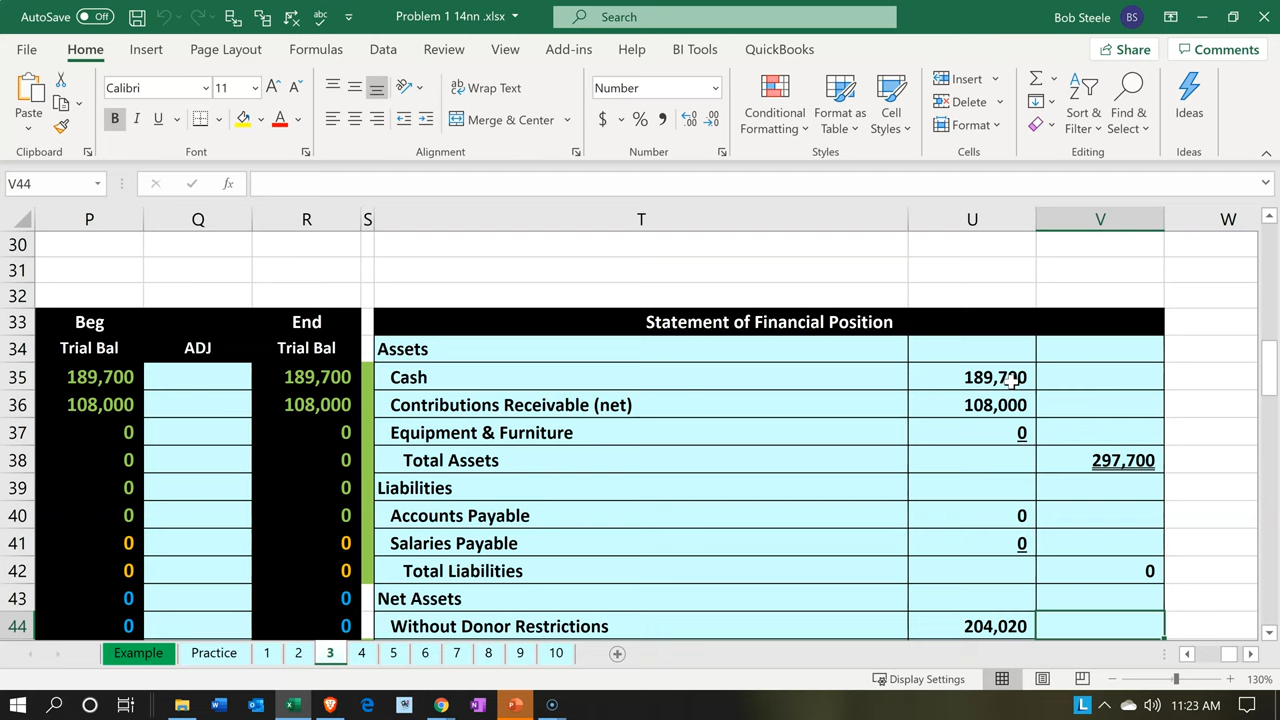 AutoSave Off abc Problem 1 14nn .xlsx Search Bob Steele BS
File Home Insert Page Layout Formulas Data Review View Add-ins Help BI Tools QuickBooks Share Comments
Paste Calibri 11 A A B I U A ab Wrap Text Merge & Center Number $ % , Conditional Formatting Format as Table Cell Styles Insert Delete Format Sort & Filter Find & Select Ideas
Clipboard Font Alignment Number Styles Cells Editing Ideas
V44 fx
P Q R S T U V W
30
31
32
33 Beg End Statement of Financial Position
34 Trial Bal ADJ Trial Bal Assets
35 189,700 189,700 Cash 189,700
36 108,000 108,000 Contributions Receivable (net) 108,000
37 0 0 Equipment & Furniture 0
38 0 0 Total Assets 297,700
39 0 0 Liabilities
40 0 0 Accounts Payable 0
41 0 0 Salaries Payable 0
42 0 0 Total Liabilities 0
43 0 0 Net Assets
44 0 0 Without Donor Restrictions 204,020
Example Practice 1 2 3 4 5 6 7 8 9 10
Display Settings 130%
L 11:23 AM